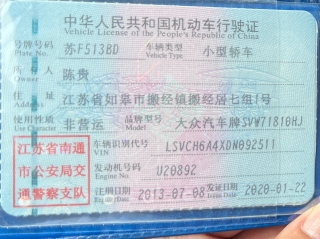 中华人民共和国机动车行驶证
Vehicle License of the People's Republic of China
号牌号码 苏F513BD 车辆类型 小型轿车
Plate No. Vehicle Type
所有人 陈贵
Owner
住址 江苏省如皋市搬经镇搬经居七组1号
Address
使用性质 非营运 品牌型号 大众汽车牌SVW71810HJ
Use Character Model
江苏省南通
市公安局交
通警察支队
车辆识别代号 LSVCH6A4XDN092511
VIN
发动机号码 U20892
Engine No.
注册日期 2013-07-08 发证日期 2020-01-22
Register Date Issue Date